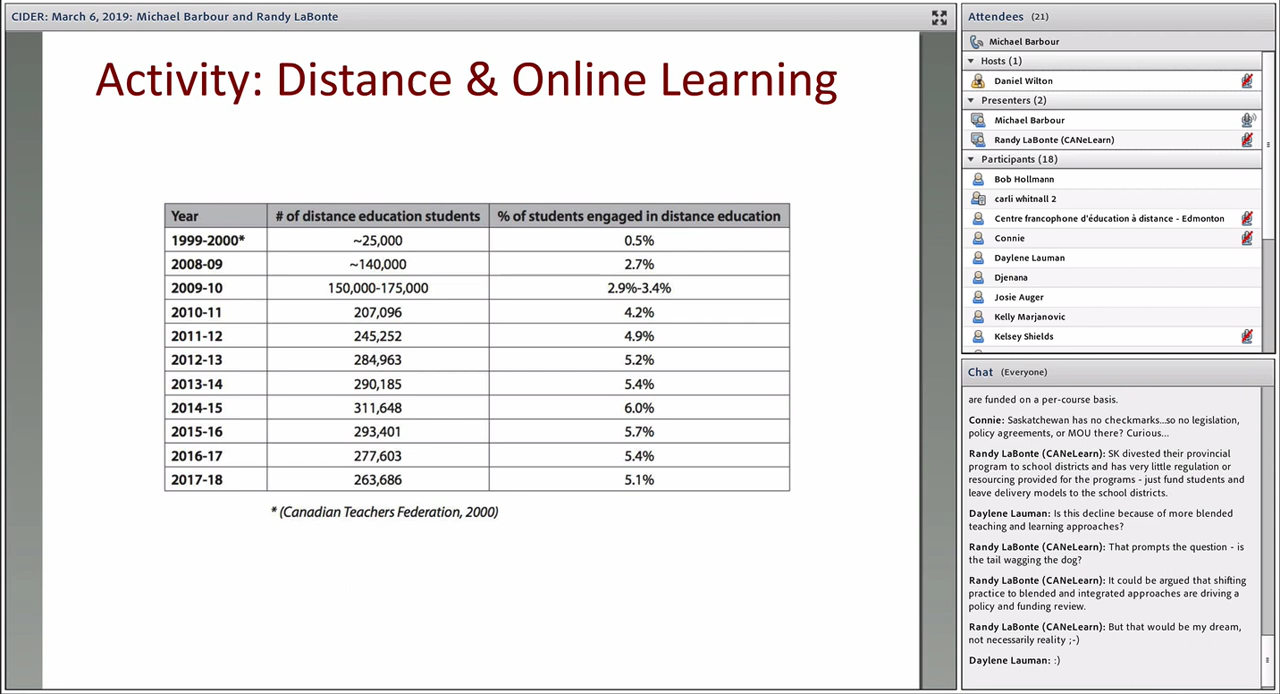 CIDER: March 6, 2019: Michael Barbour and Randy LaBonte
Activity: Distance & Online Learning
Year # of distance education students % of students engaged in distance education
1999-2000* ~25,000 0.5%
2008-09 ~140,000 2.7%
2009-10 150,000-175,000 2.9%-3.4%
2010-11 207,096 4.2%
2011-12 245,252 4.9%
2012-13 284,963 5.2%
2013-14 290,185 5.4%
2014-15 311,648 6.0%
2015-16 293,401 5.7%
2016-17 277,603 5.4%
2017-18 263,686 5.1%
* (Canadian Teachers Federation, 2000)
Attendees (21)
Michael Barbour
Hosts (1)
Daniel Wilton
Presenters (2)
Michael Barbour
Randy LaBonte (CANeLearn)
Participants (18)
Bob Hollmann
carli whitnall 2
Centre francophone d'éducation à distance - Edmonton
Connie
Daylene Lauman
Djenana
Josie Auger
Kelly Marjanovic
Kelsey Shields
Chat (Everyone)
are funded on a per-course basis.
Connie: Saskatchewan has no checkmarks...so no legislation,
policy agreements, or MOU there? Curious...
Randy LaBonte (CANeLearn): SK divested their provincial
program to school districts and has very little regulation or
resourcing provided for the programs - just fund students and
leave delivery models to the school districts.
Daylene Lauman: Is this decline because of more blended
teaching and learning approaches?
Randy LaBonte (CANeLearn): That prompts the question - is
the tail wagging the dog?
Randy LaBonte (CANeLearn): It could be argued that shifting
practice to blended and integrated approaches are driving a
policy and funding review.
Randy LaBonte (CANeLearn): But that would be my dream,
not necessarily reality ;-)
Daylene Lauman: :)